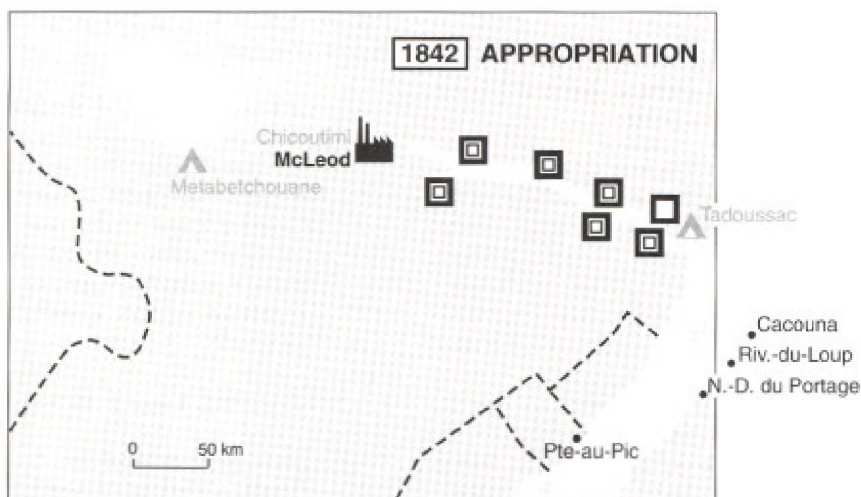 1842 APPROPRIATION
Chicoutimi
McLeod
Metabetchouane
Tadoussac
Cacouna
Riv.-du-Loup
N.-D. du Portage
Pte-au-Pic
0 50 km